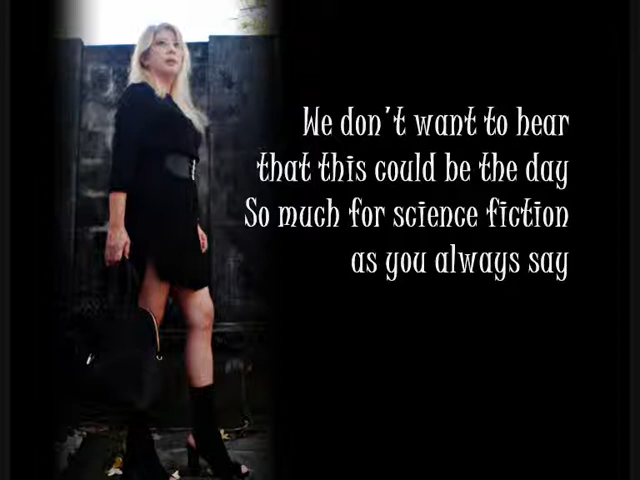 We don't want to hear
that this could be the day
So much for science fiction
as you always say